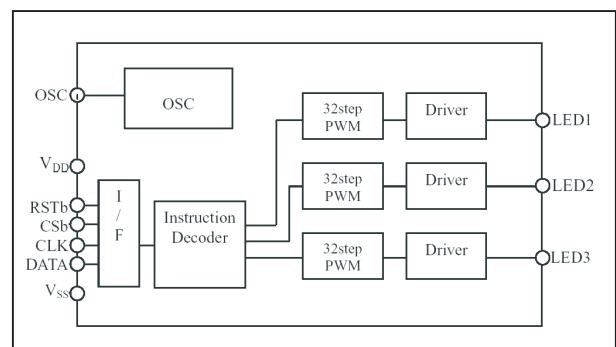 OSC
OSC
32step
PWM
Driver
LED1
VDD
32step
PWM
Driver
LED2
RSTb
CSb
CLK
DATA
I
/
F
Instruction
Decoder
32step
PWM
Driver
LED3
VSS